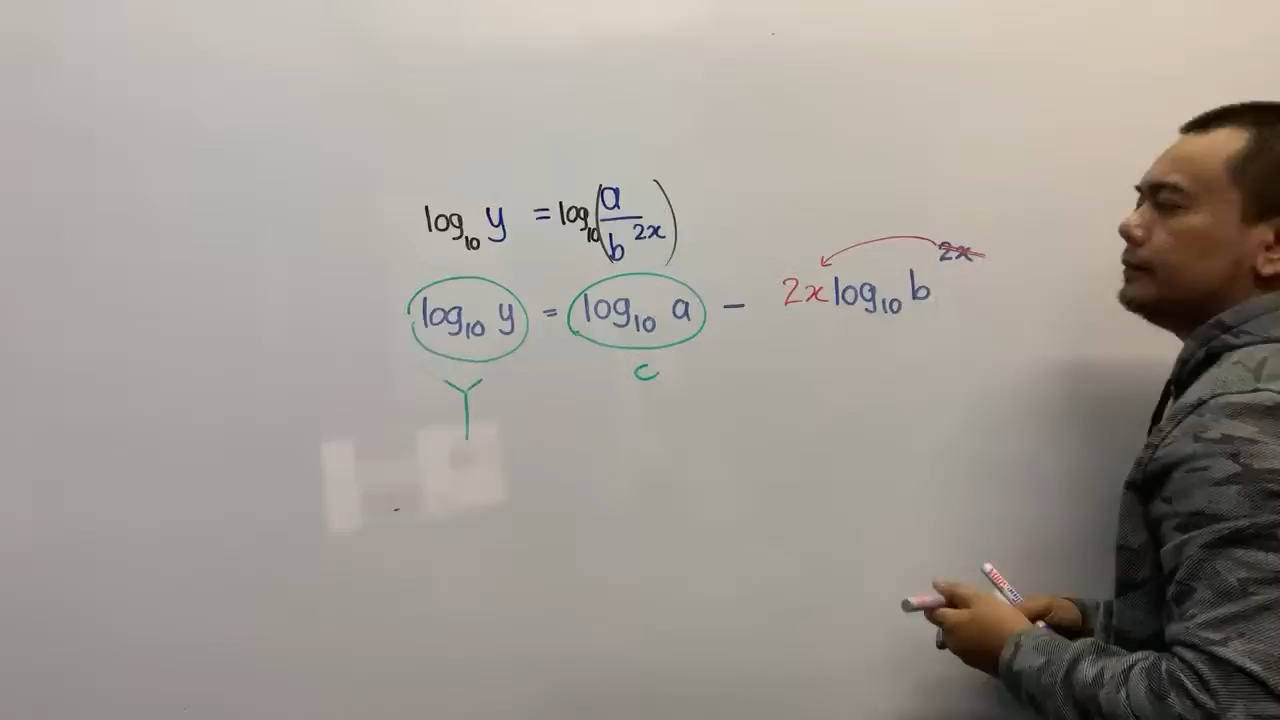 log₁₀ y = log₁₀(a/b^2x)
2x
log₁₀ y = log₁₀ a − 2x log₁₀ b
Y c